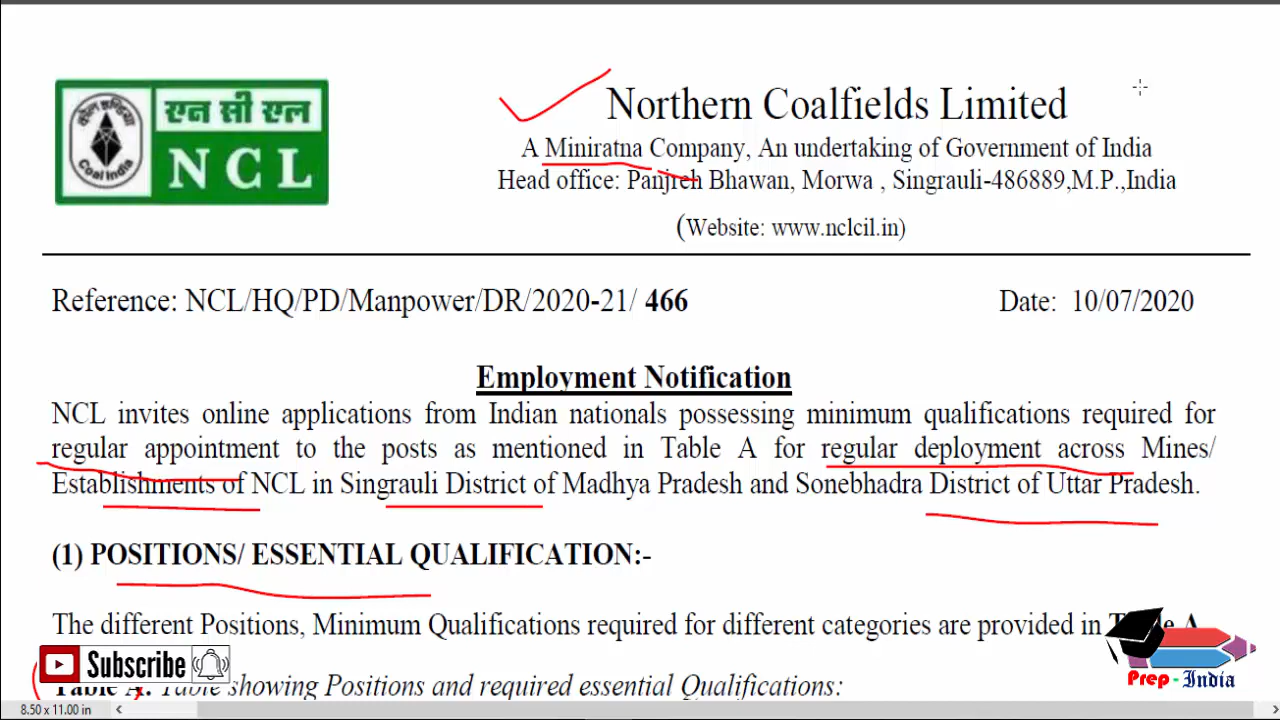 एन सी एल
NCL
कोल इण्डिया
Coal India
Northern Coalfields Limited
A Miniratna Company, An undertaking of Government of India
Head office: Panjreh Bhawan, Morwa , Singrauli-486889,M.P.,India
(Website: www.nclcil.in)
Reference: NCL/HQ/PD/Manpower/DR/2020-21/ 466
Date: 10/07/2020
Employment Notification
NCL invites online applications from Indian nationals possessing minimum qualifications required for
regular appointment to the posts as mentioned in Table A for regular deployment across Mines/
Establishments of NCL in Singrauli District of Madhya Pradesh and Sonebhadra District of Uttar Pradesh.
(1) POSITIONS/ ESSENTIAL QUALIFICATION:-
The different Positions, Minimum Qualifications required for different categories are provided in Table A
Subscribe
Prep - India
Table A: Table showing Positions and required essential Qualifications:
8.50 x 11.00 in